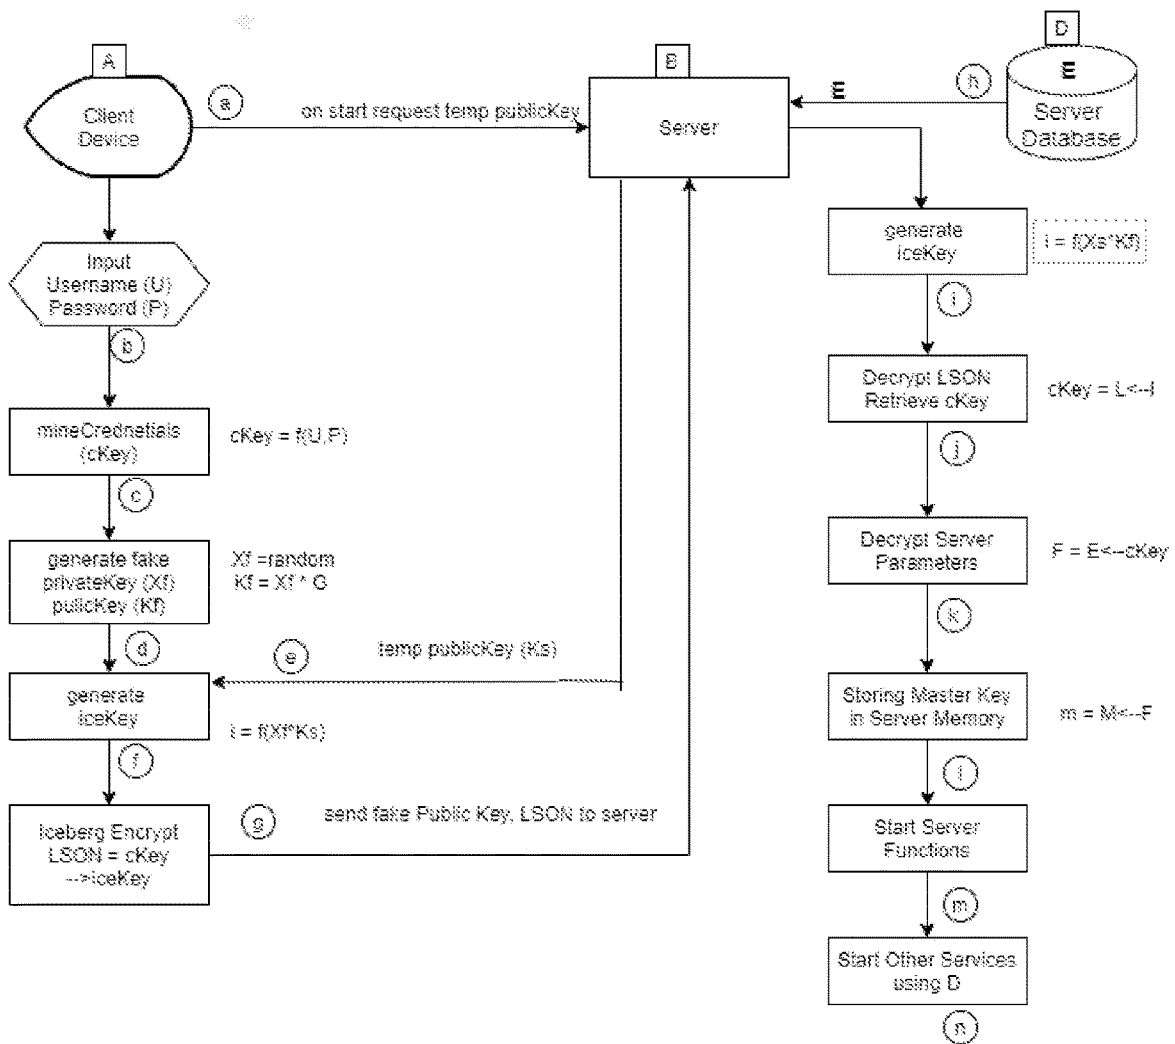 A
Client
Device
a
on start request temp publicKey
B
Server
E
h
D
E
Server
Database
Input
Username (U)
Password (P)
b
mineCrednetials
(cKey)
cKey = f(U,P)
c
generate fake
privateKey (Xf)
pulicKey (Kf)
Xf =random
Kf = Xf * G
d
e
temp publicKey (Ks)
generate
iceKey
i = f(Xf*Ks)
f
Iceberg Encrypt
LSON = cKey
-->iceKey
g
send fake Public Key, LSON to server
generate
iceKey
i = f(Xs*Kf)
i
Decrypt LSON
Retrieve cKey
cKey = L<--i
j
Decrypt Server
Parameters
F = E<--cKey
k
Storing Master Key
in Server Memory
m = M<--F
l
Start Server
Functions
m
Start Other Services
using D
n